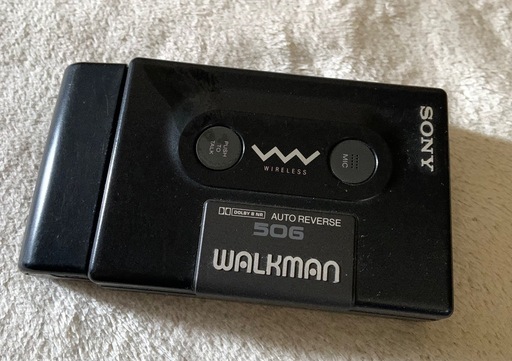 SONY
PUSH
TO
TALK
WIRELESS
MIC
DOLBY B NR AUTO REVERSE
506
WALKMAN